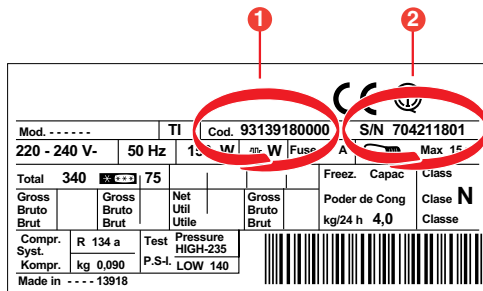 1 2
CE
Mod. - - - - - - TI Cod. 93139180000 S/N 704211801
220 - 240 V- 50 Hz W W Fuse A Max 15
Total 340 75 Freez. Capac Class
Gross Gross Net Gross Poder de Cong Clase N
Bruto Bruto Util Bruto
Brut Brut Utile Brut kg/24 h 4,0 Classe
Compr. R 134 a Test Pressure
Syst. HIGH-235
Kompr. kg 0,090 P.S-I. LOW 140
Made in - - - - 13918